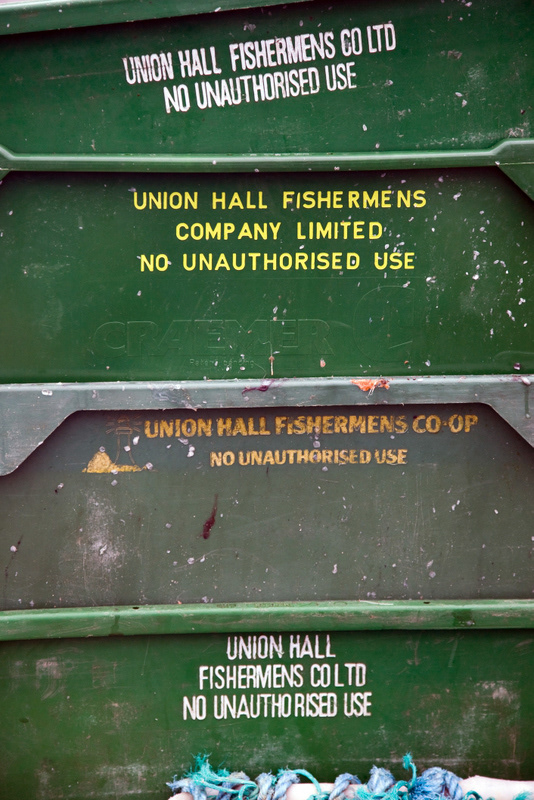 UNION HALL FISHERMENS CO LTD
NO UNAUTHORISED USE
UNION HALL FISHERMENS
COMPANY LIMITED
NO UNAUTHORISED USE
CRAEMER
UNION HALL FISHERMENS CO-OP
NO UNAUTHORISED USE
UNION HALL
FISHERMENS CO LTD
NO UNAUTHORISED USE